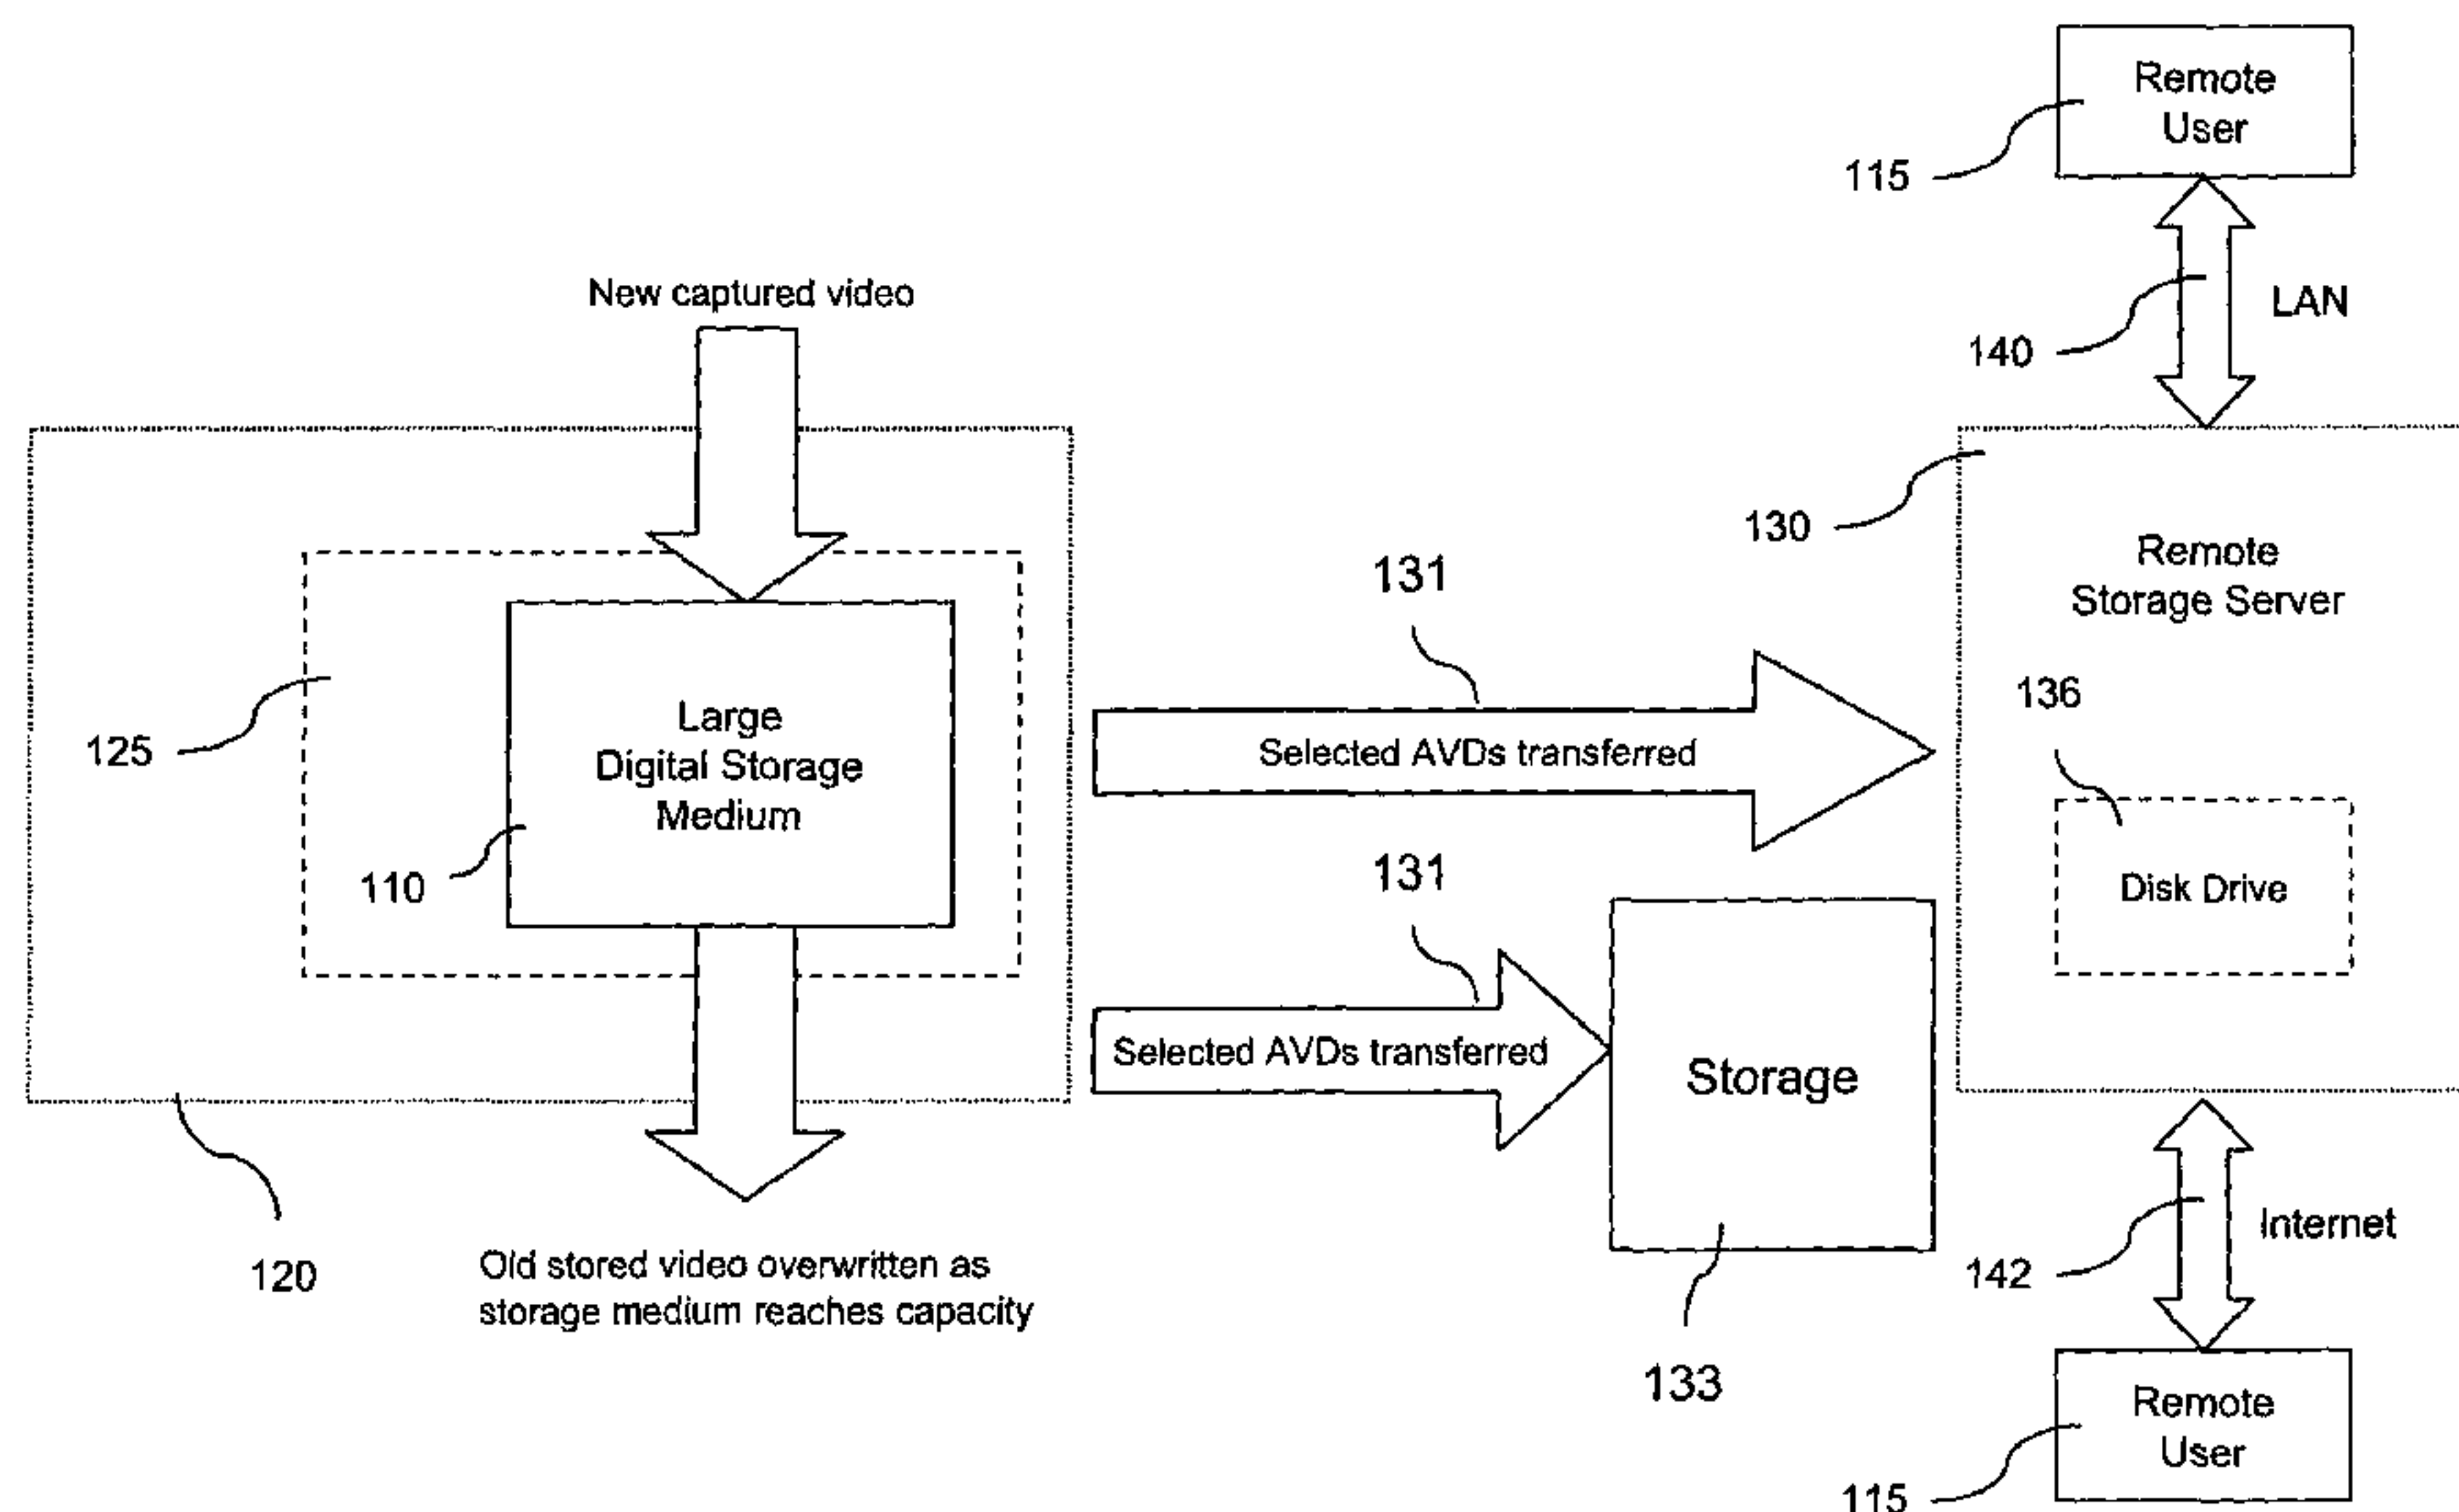 Remote
User
115
LAN
140
New captured video
130
Remote
Storage Server
131
136
125
Large
Digital Storage
Medium
Selected AVDs transferred
110
131
Disk Drive
Selected AVDs transferred
Storage
120
Old stored video overwritten as
storage medium reaches capacity
Internet
142
133
Remote
User
115